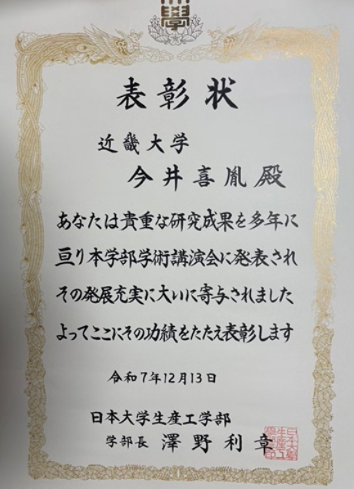 表彰状
近畿大学
今井喜胤殿
あなたは貴重な研究成果を多年に
亘り本学部学術講演会に発表され
その発展充実に大いに寄与されました
よってここにその功績をたたえ表彰します
令和7年12月13日
日本大学生産工学部
学部長 澤野利章